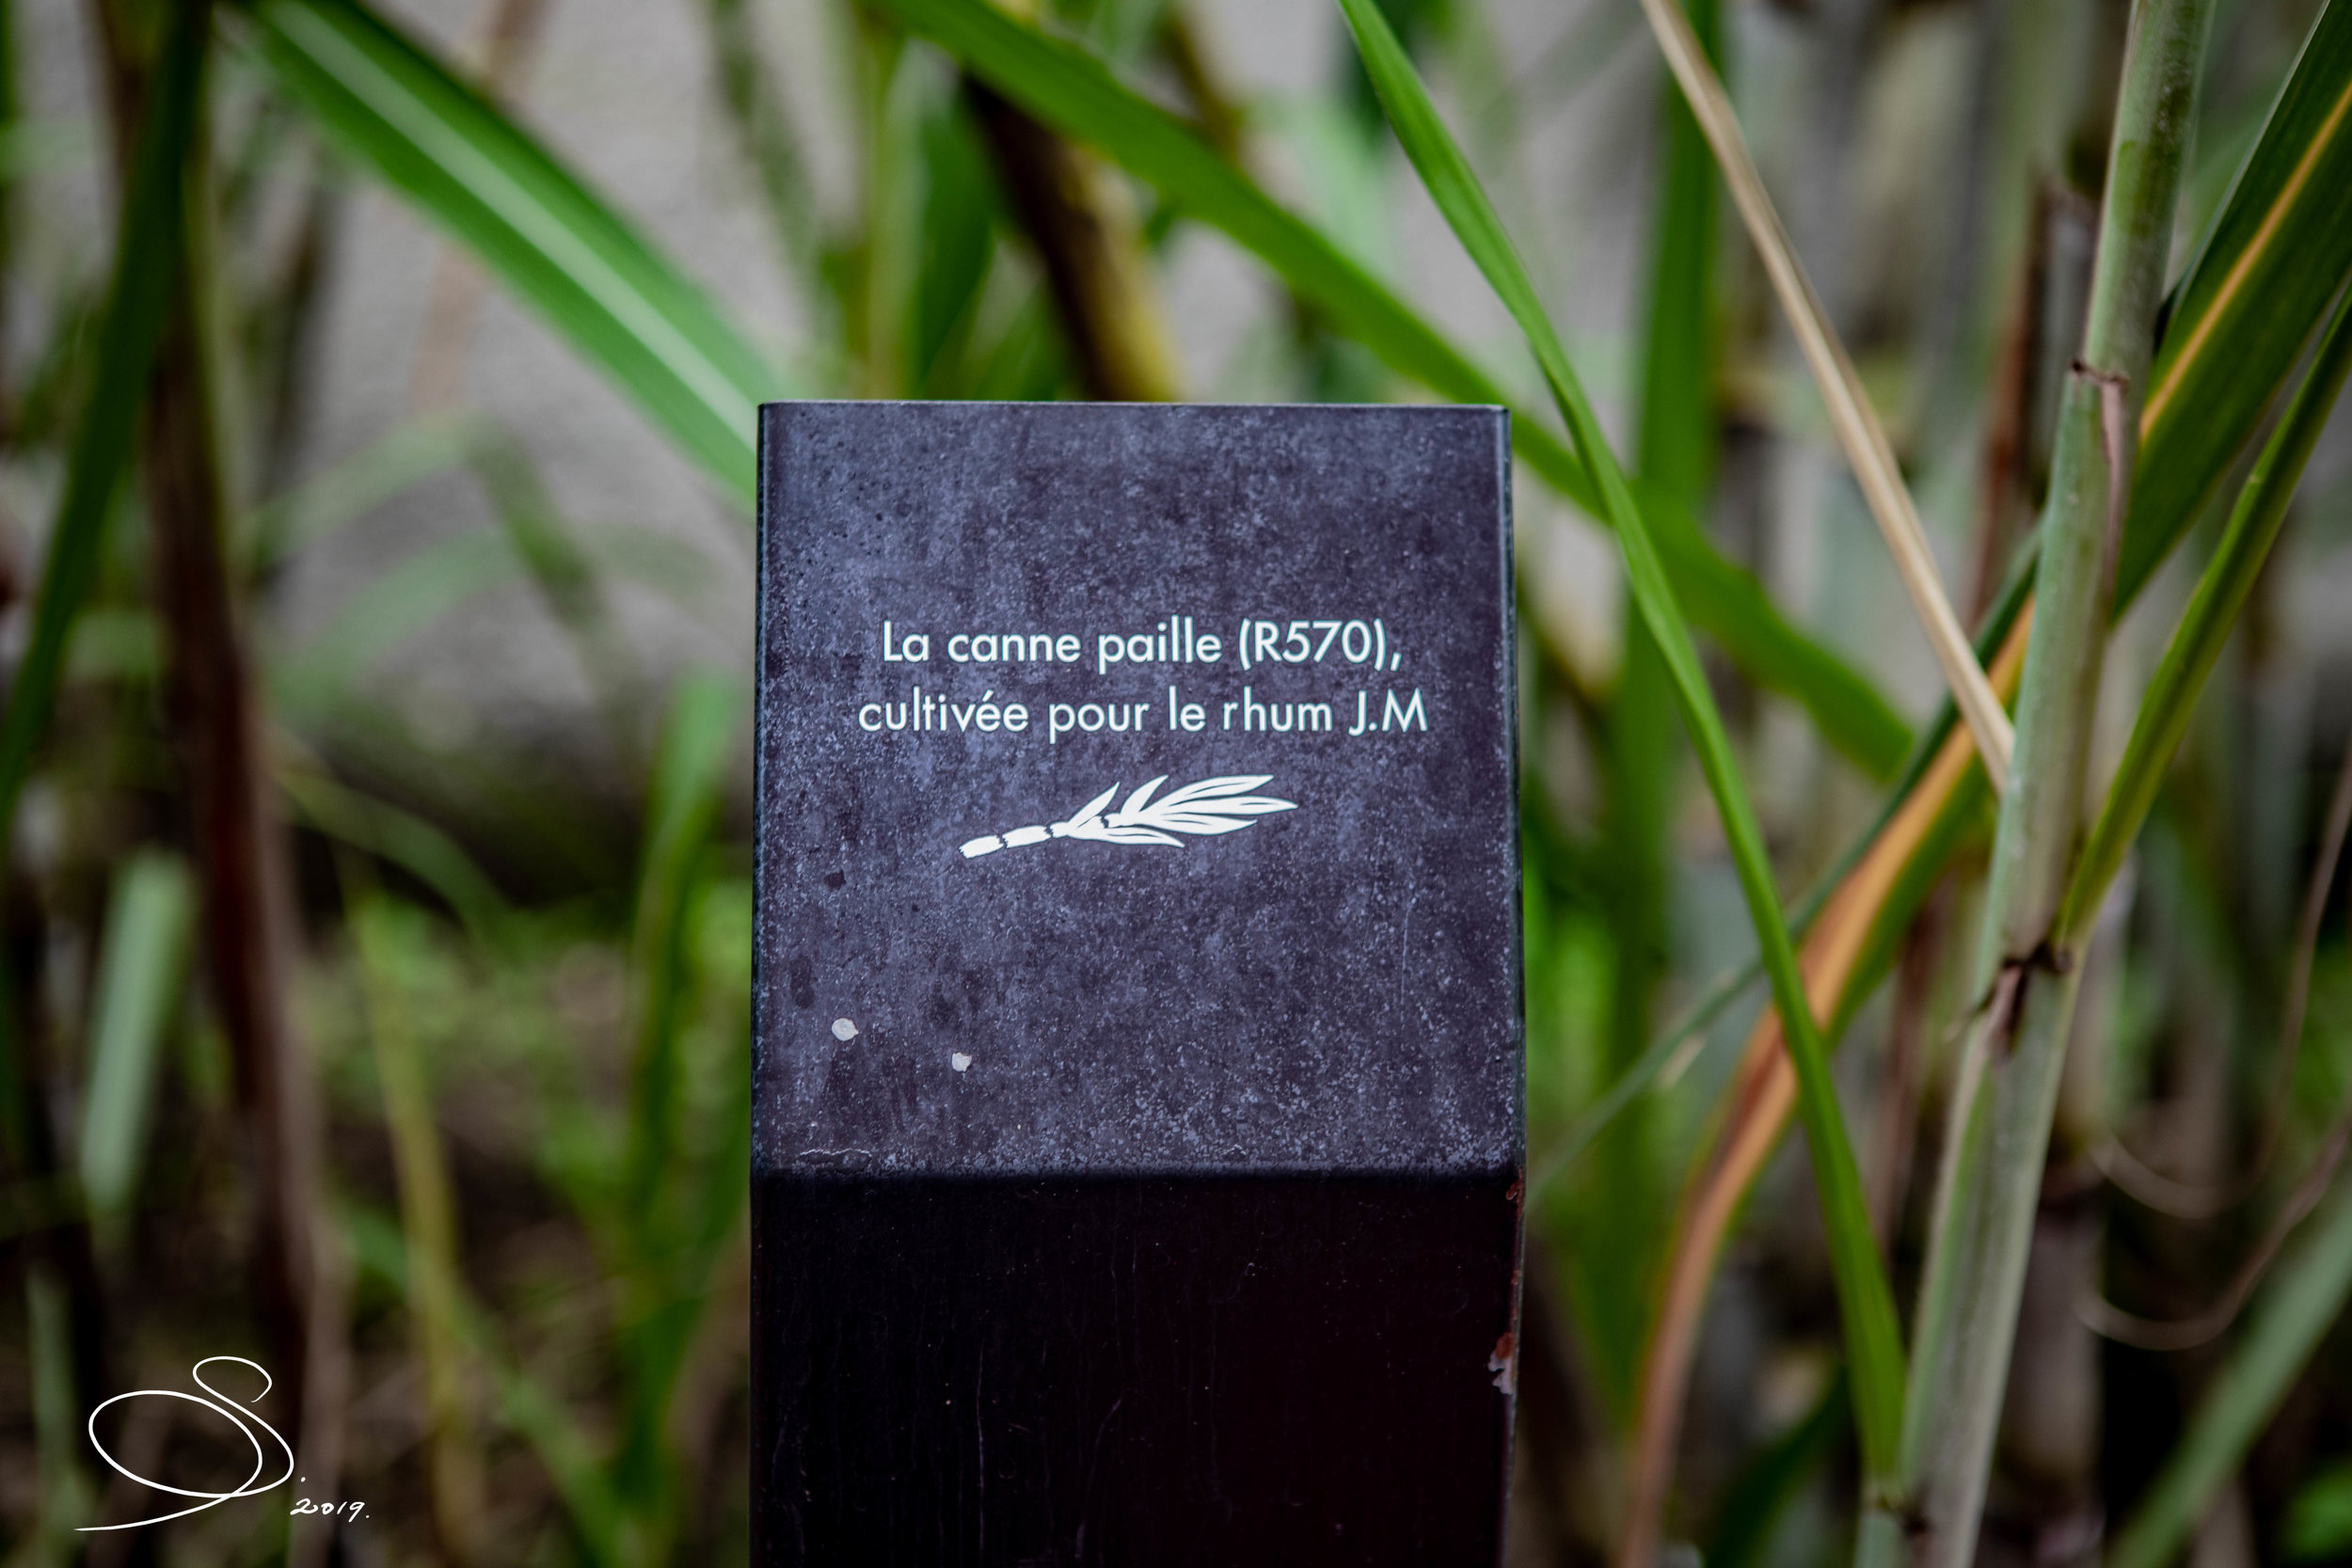 La canne paille (R570),
cultivée pour le rhum J.M
S. 2019.